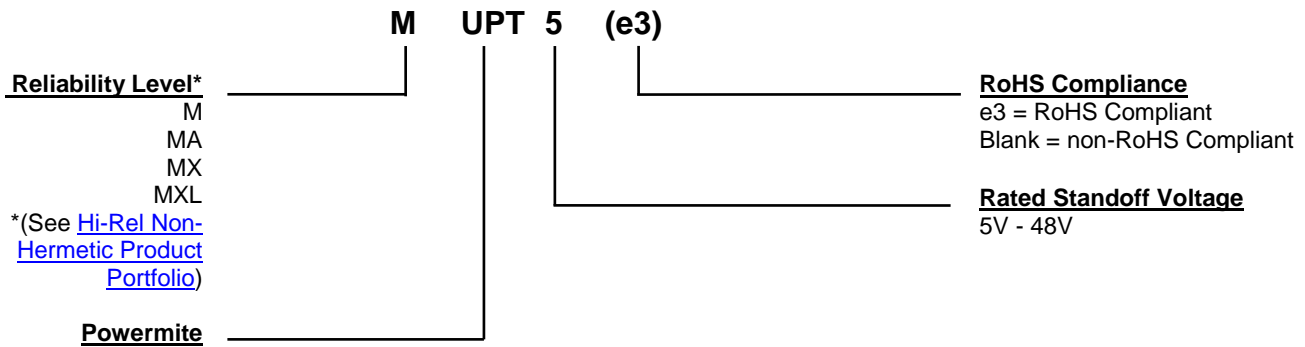 M UPT 5 (e3)
Reliability Level*
M
MA
MX
MXL
*(See Hi-Rel Non-
Hermetic Product
Portfolio)
Powermite
RoHS Compliance
e3 = RoHS Compliant
Blank = non-RoHS Compliant
Rated Standoff Voltage
5V - 48V